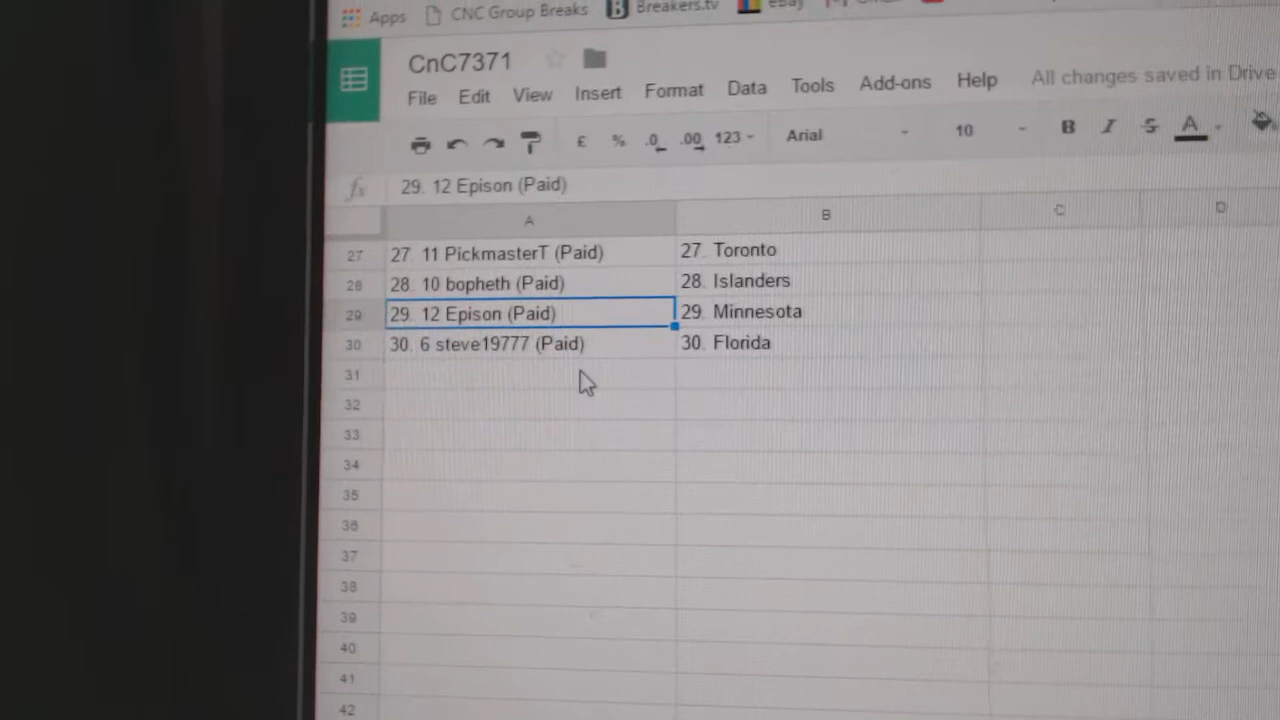 Apps CNC Group Breaks B Breakers.tv ebay
CnC7371
File Edit View Insert Format Data Tools Add-ons Help All changes saved in Drive
£ % .0 .00 123 Arial 10 B I S A
fx 29. 12 Epison (Paid)
A B C D
27 27. 11 PickmasterT (Paid) 27. Toronto
28 28. 10 bopheth (Paid) 28. Islanders
29 29. 12 Epison (Paid) 29. Minnesota
30 30. 6 steve19777 (Paid) 30. Florida
31
32
33
34
35
36
37
38
39
40
41
42